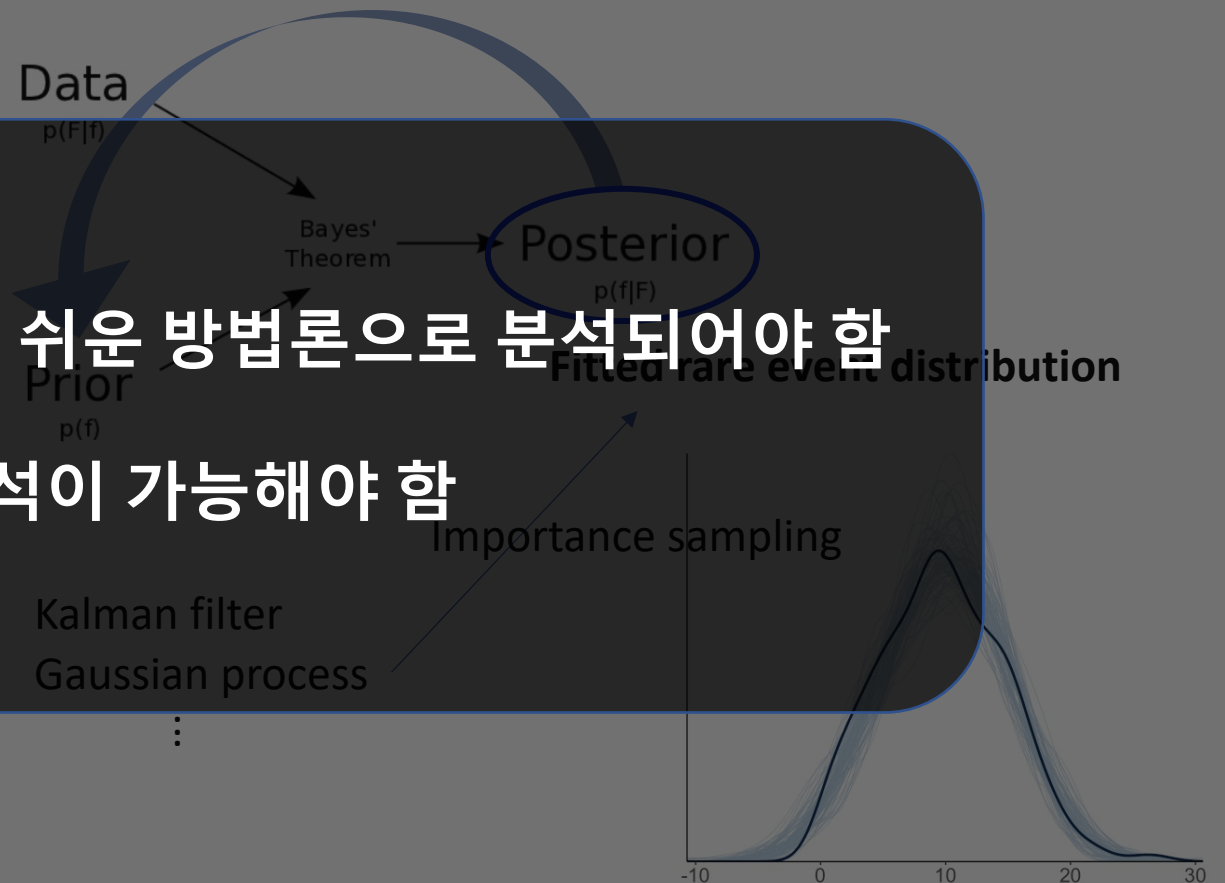 Data
p(F|f)
Bayes'
Theorem
Posterior
p(f|F)
쉬운 방법론으로 분석되어야 함
Fitted rare event distribution
Prior
p(f)
석이 가능해야 함
Importance sampling
Kalman filter
Gaussian process
⋮
-10 0 10 20 30